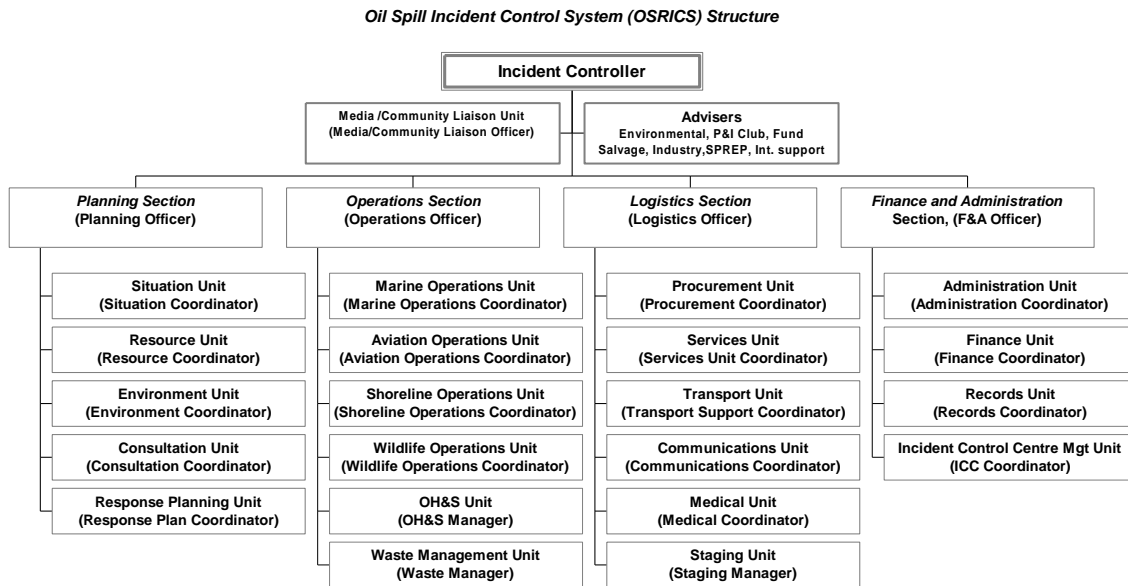 Oil Spill Incident Control System (OSRICS) Structure
Incident Controller
Media /Community Liaison Unit
(Media/Community Liaison Officer)
Advisers
Environmental, P&I Club, Fund
Salvage, Industry,SPREP, Int. support
Planning Section
(Planning Officer)
Operations Section
(Operations Officer)
Logistics Section
(Logistics Officer)
Finance and Administration
Section, (F&A Officer)
Situation Unit
(Situation Coordinator)
Resource Unit
(Resource Coordinator)
Environment Unit
(Environment Coordinator)
Consultation Unit
(Consultation Coordinator)
Response Planning Unit
(Response Plan Coordinator)
Marine Operations Unit
(Marine Operations Coordinator)
Aviation Operations Unit
(Aviation Operations Coordinator)
Shoreline Operations Unit
(Shoreline Operations Coordinator)
Wildlife Operations Unit
(Wildlife Operations Coordinator)
OH&S Unit
(OH&S Manager)
Waste Management Unit
(Waste Manager)
Procurement Unit
(Procurement Coordinator)
Services Unit
(Services Unit Coordinator)
Transport Unit
(Transport Support Coordinator)
Communications Unit
(Communications Coordinator)
Medical Unit
(Medical Coordinator)
Staging Unit
(Staging Manager)
Administration Unit
(Administration Coordinator)
Finance Unit
(Finance Coordinator)
Records Unit
(Records Coordinator)
Incident Control Centre Mgt Unit
(ICC Coordinator)